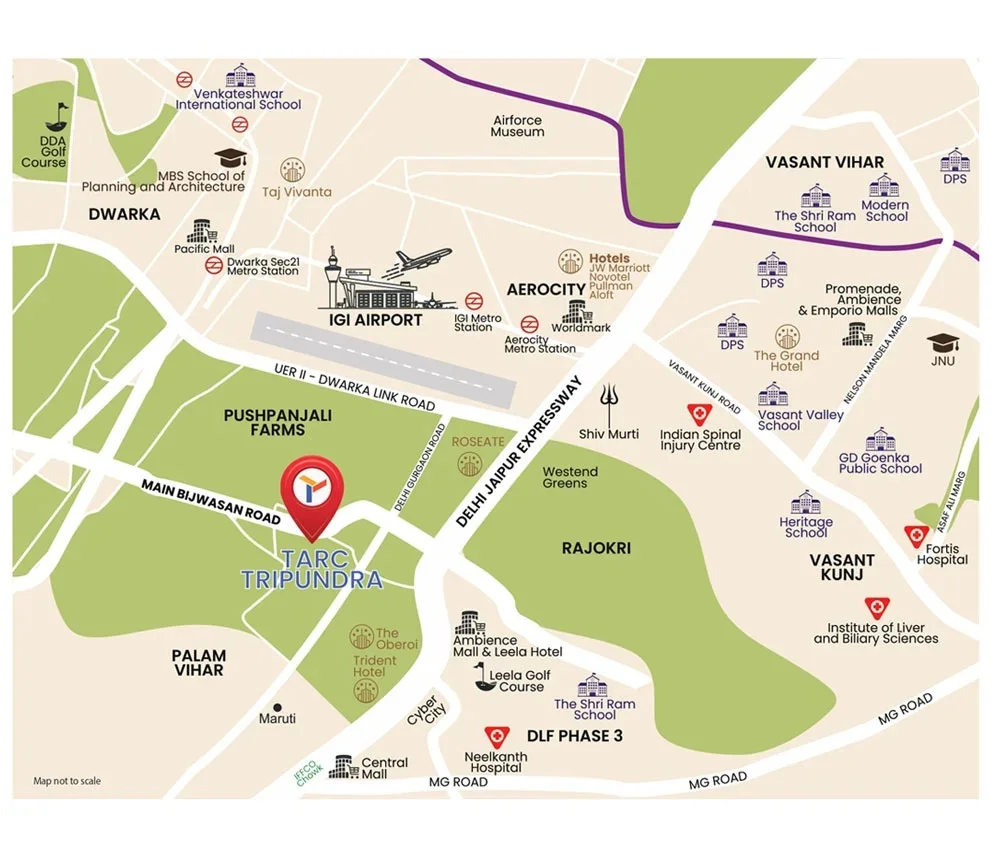 Venkateshwar
International School
Airforce
Museum
DDA
Golf
Course
MBS School of
Planning and Architecture
Taj Vivanta
DWARKA
VASANT VIHAR
DPS
The Shri Ram
School
Modern
School
Pacific Mall
Dwarka Sec21
Metro Station
IGI AIRPORT
IGI Metro
Station
AEROCITY
Hotels
JW Marriott
Novotel
Pullman
Aloft
Worldmark
Aerocity
Metro Station
DPS
Promenade,
Ambience
& Emporio Malls
DPS
The Grand
Hotel
JNU
NELSON MANDELA MARG
VASANT KUNJ ROAD
UER II - DWARKA LINK ROAD
PUSHPANJALI
FARMS
DELHI GURGAON ROAD
ROSEATE
DELHI JAIPUR EXPRESSWAY
Shiv Murti
Indian Spinal
Injury Centre
Vasant Valley
School
GD Goenka
Public School
Westend
Greens
MAIN BIJWASAN ROAD
TARC
TRIPUNDRA
RAJOKRI
Heritage
School
ASAF ALI MARG
Fortis
Hospital
VASANT
KUNJ
Institute of Liver
and Biliary Sciences
PALAM
VIHAR
The
Oberoi
Trident
Hotel
Ambience
Mall & Leela Hotel
Leela Golf
Course
The Shri Ram
School
Maruti
Cyber
City
DLF PHASE 3
Neelkanth
Hospital
IFFCO
Chowk
Central
Mall
MG ROAD
MG ROAD
MG ROAD
Map not to scale